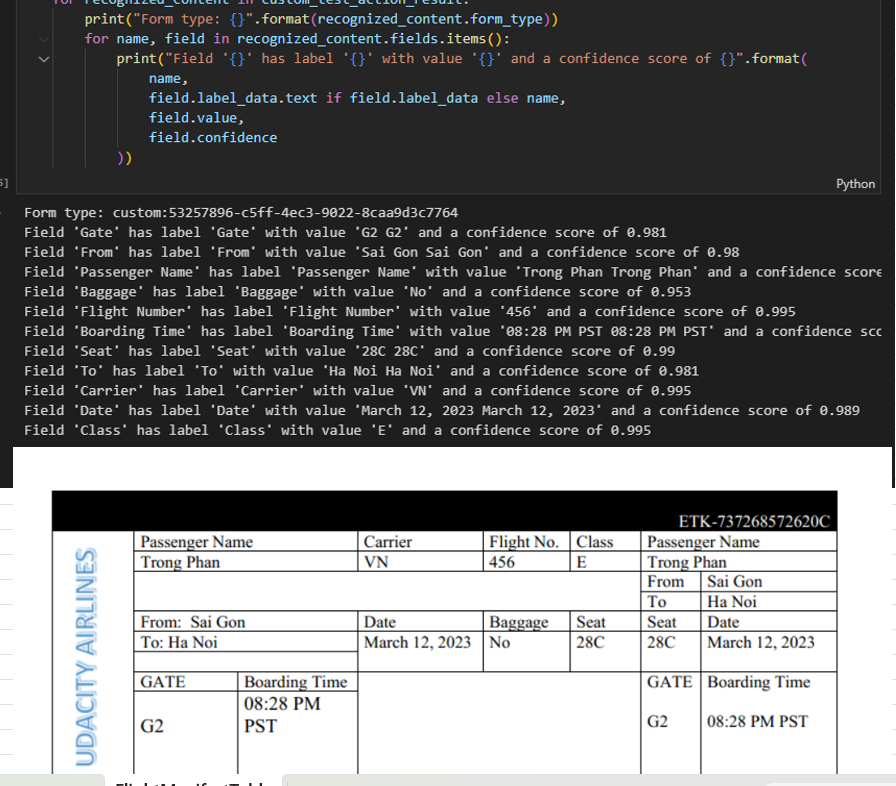 for recognized_content in custom_test_action_result:
print("Form type: {}".format(recognized_content.form_type))
for name, field in recognized_content.fields.items():
print("Field '{}' has label '{}' with value '{}' and a confidence score of {}".format(
name,
field.label_data.text if field.label_data else name,
field.value,
field.confidence
))
Python
Form type: custom:53257896-c5ff-4ec3-9022-8caa9d3c7764
Field 'Gate' has label 'Gate' with value 'G2 G2' and a confidence score of 0.981
Field 'From' has label 'From' with value 'Sai Gon Sai Gon' and a confidence score of 0.98
Field 'Passenger Name' has label 'Passenger Name' with value 'Trong Phan Trong Phan' and a confidence score
Field 'Baggage' has label 'Baggage' with value 'No' and a confidence score of 0.953
Field 'Flight Number' has label 'Flight Number' with value '456' and a confidence score of 0.995
Field 'Boarding Time' has label 'Boarding Time' with value '08:28 PM PST 08:28 PM PST' and a confidence sco
Field 'Seat' has label 'Seat' with value '28C 28C' and a confidence score of 0.99
Field 'To' has label 'To' with value 'Ha Noi Ha Noi' and a confidence score of 0.981
Field 'Carrier' has label 'Carrier' with value 'VN' and a confidence score of 0.995
Field 'Date' has label 'Date' with value 'March 12, 2023 March 12, 2023' and a confidence score of 0.989
Field 'Class' has label 'Class' with value 'E' and a confidence score of 0.995
ETK-737268572620C
UDACITY AIRLINES
Passenger Name Carrier Flight No. Class Passenger Name
Trong Phan VN 456 E Trong Phan
From Sai Gon
To Ha Noi
From: Sai Gon Date Baggage Seat Seat Date
To: Ha Noi March 12, 2023 No 28C 28C March 12, 2023
GATE Boarding Time GATE Boarding Time
08:28 PM
G2 PST G2 08:28 PM PST